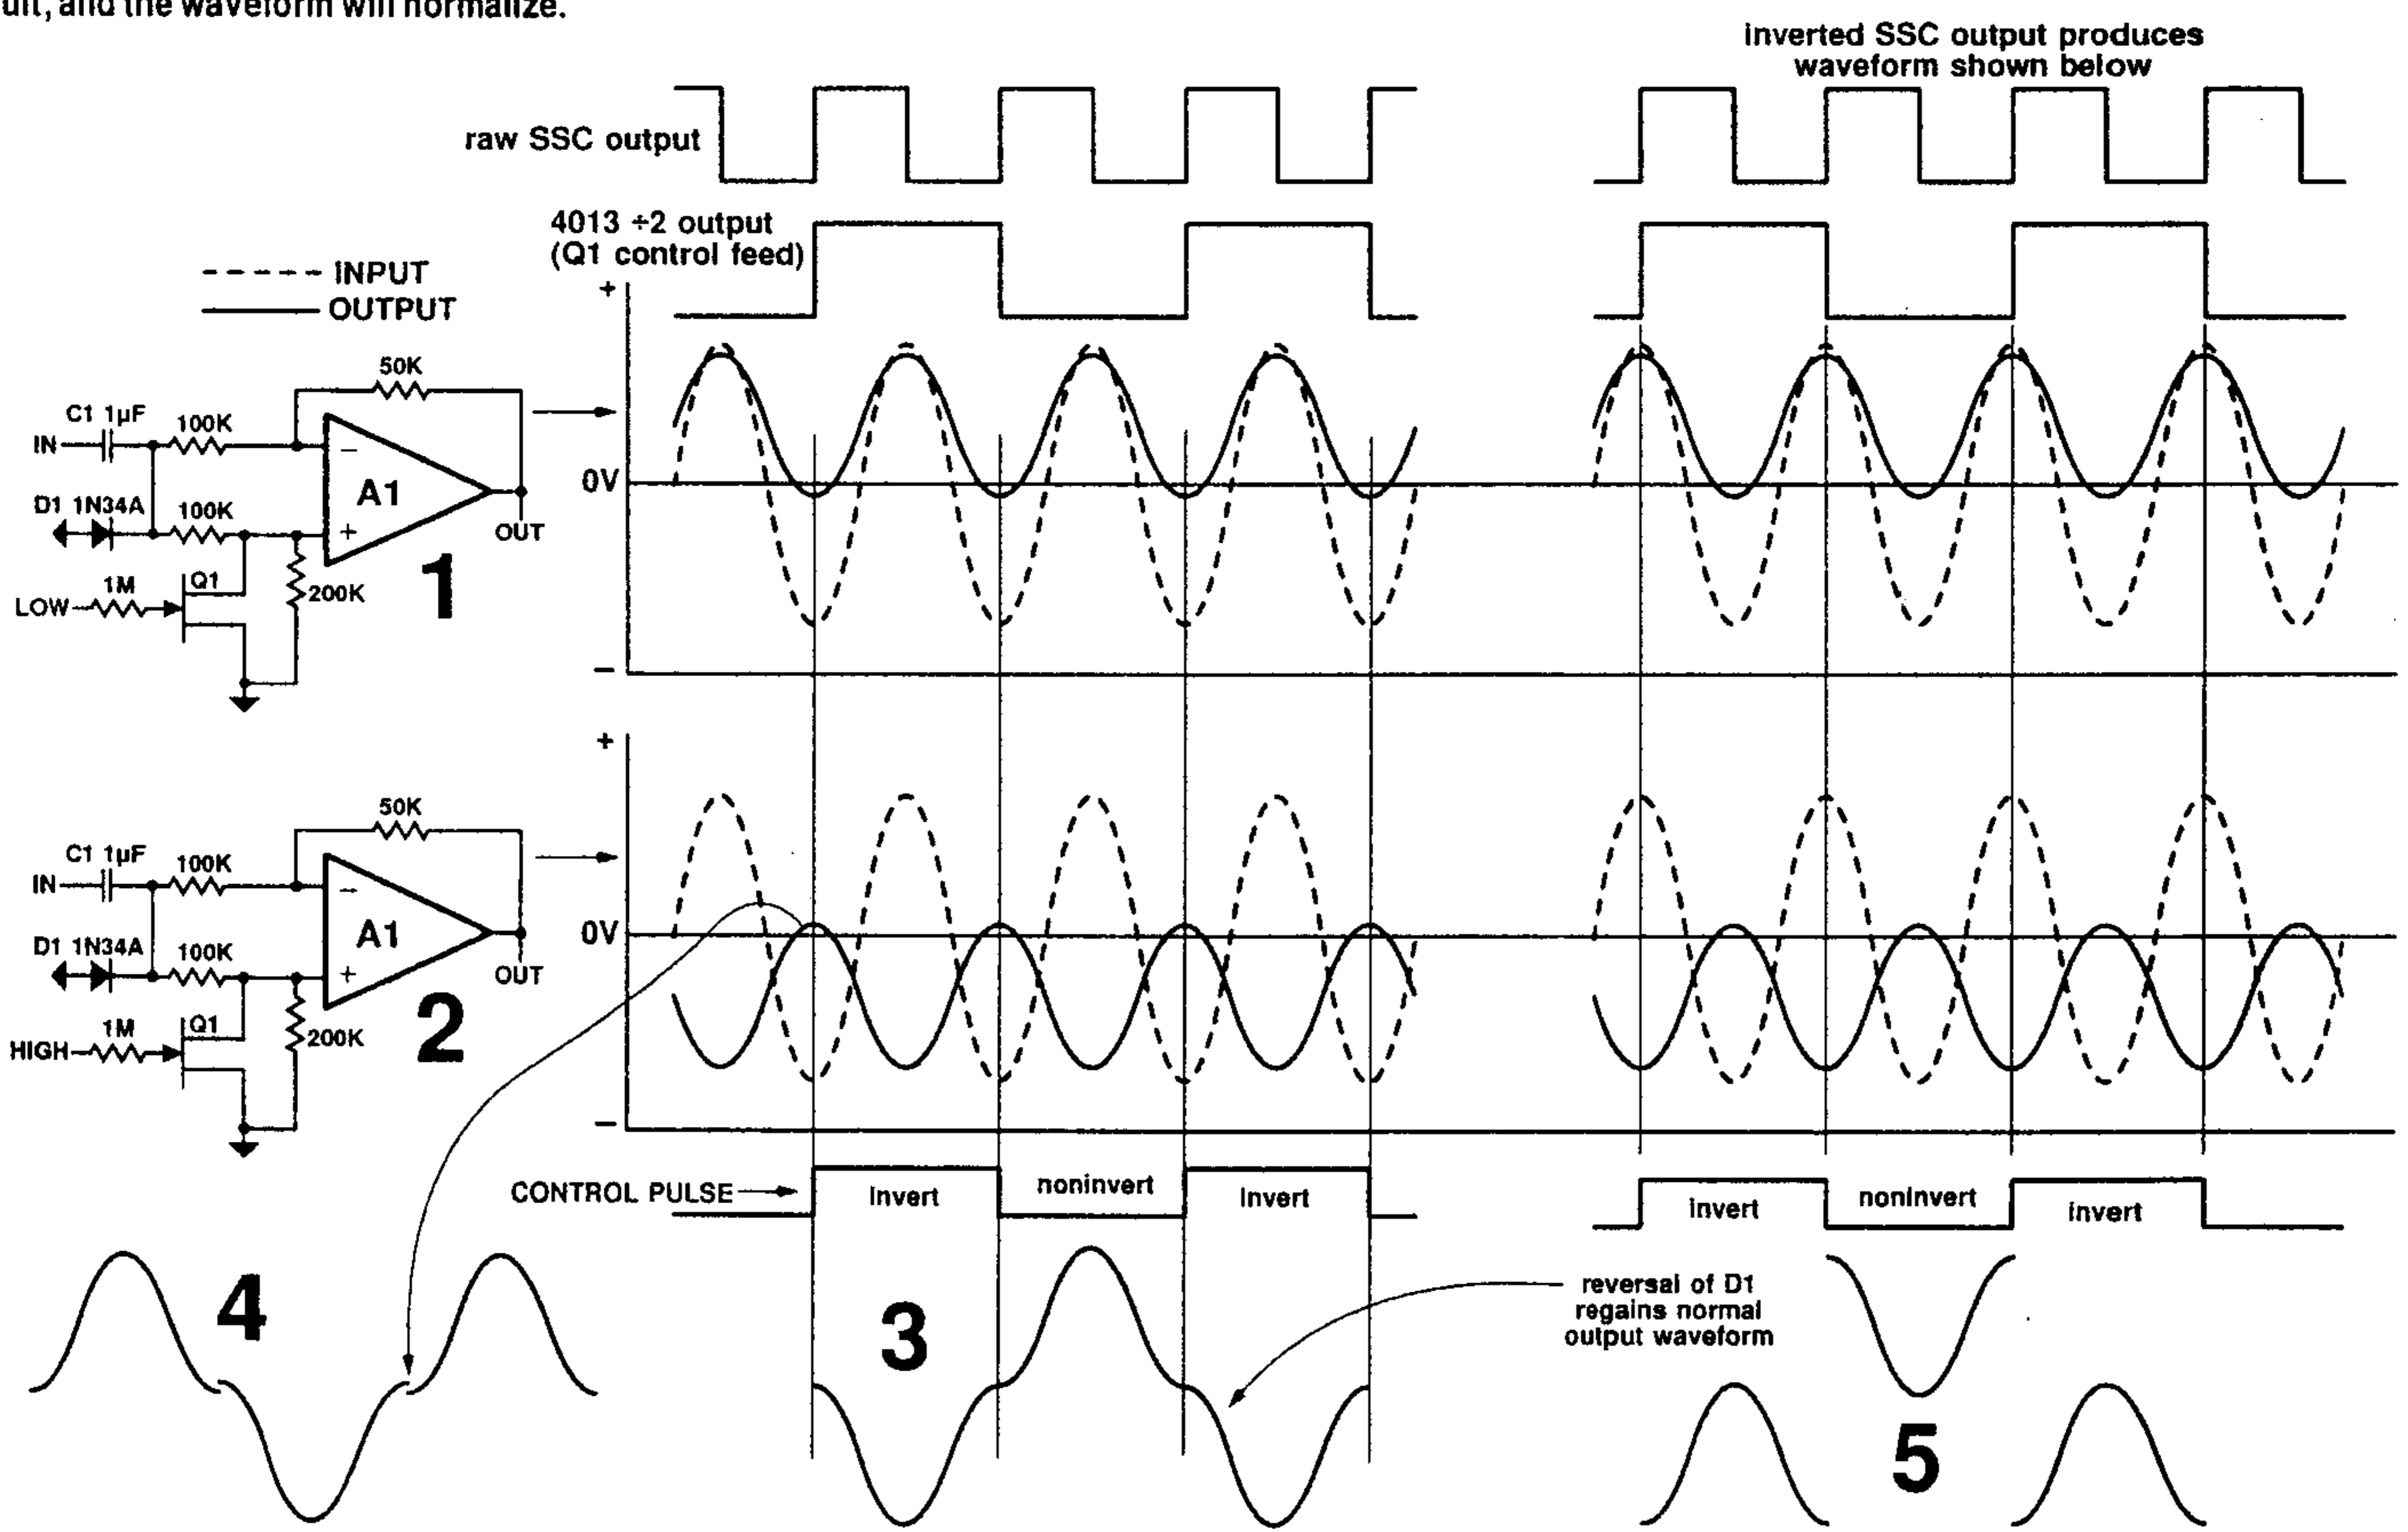 ult, and the waveform will normalize.
inverted SSC output produces
waveform shown below
raw SSC output
4013 ÷2 output
(Q1 control feed)
INPUT
OUTPUT
+
0V
−
50K
C1 1µF
100K
IN
−
A1
D1 1N34A
100K
+
OUT
1M
Q1
LOW
200K
1
+
0V
−
50K
C1 1µF
100K
IN
−
A1
D1 1N34A
100K
+
OUT
1M
Q1
HIGH
200K
2
CONTROL PULSE
invert
noninvert
invert
invert
noninvert
invert
4
3
reversal of D1
regains normal
output waveform
5